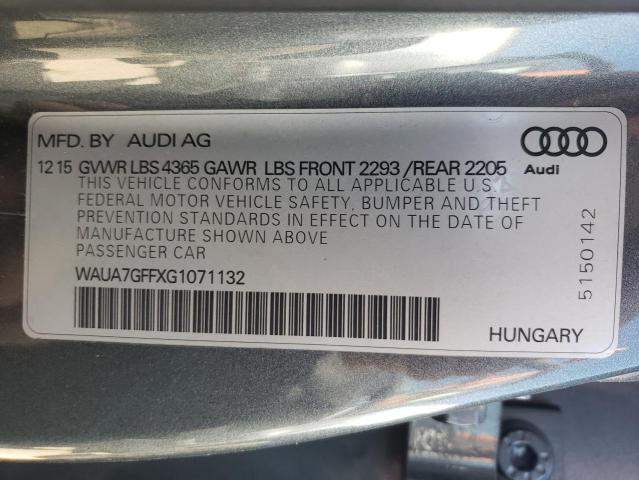 MFD. BY AUDI AG
12 15 GVWR LBS 4365 GAWR LBS FRONT 2293 /REAR 2205
Audi
THIS VEHICLE CONFORMS TO ALL APPLICABLE U.S.
FEDERAL MOTOR VEHICLE SAFETY, BUMPER AND THEFT
PREVENTION STANDARDS IN EFFECT ON THE DATE OF
MANUFACTURE SHOWN ABOVE
PASSENGER CAR
WAUA7GFFXG1071132
5150142
HUNGARY